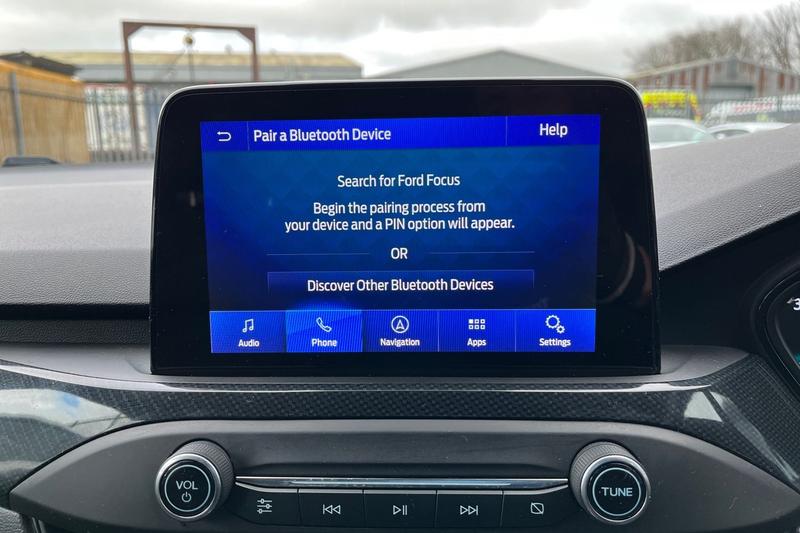 Pair a Bluetooth Device
Help
Search for Ford Focus
Begin the pairing process from
your device and a PIN option will appear.
OR
Discover Other Bluetooth Devices
Audio
Phone
Navigation
Apps
Settings
VOL
TUNE